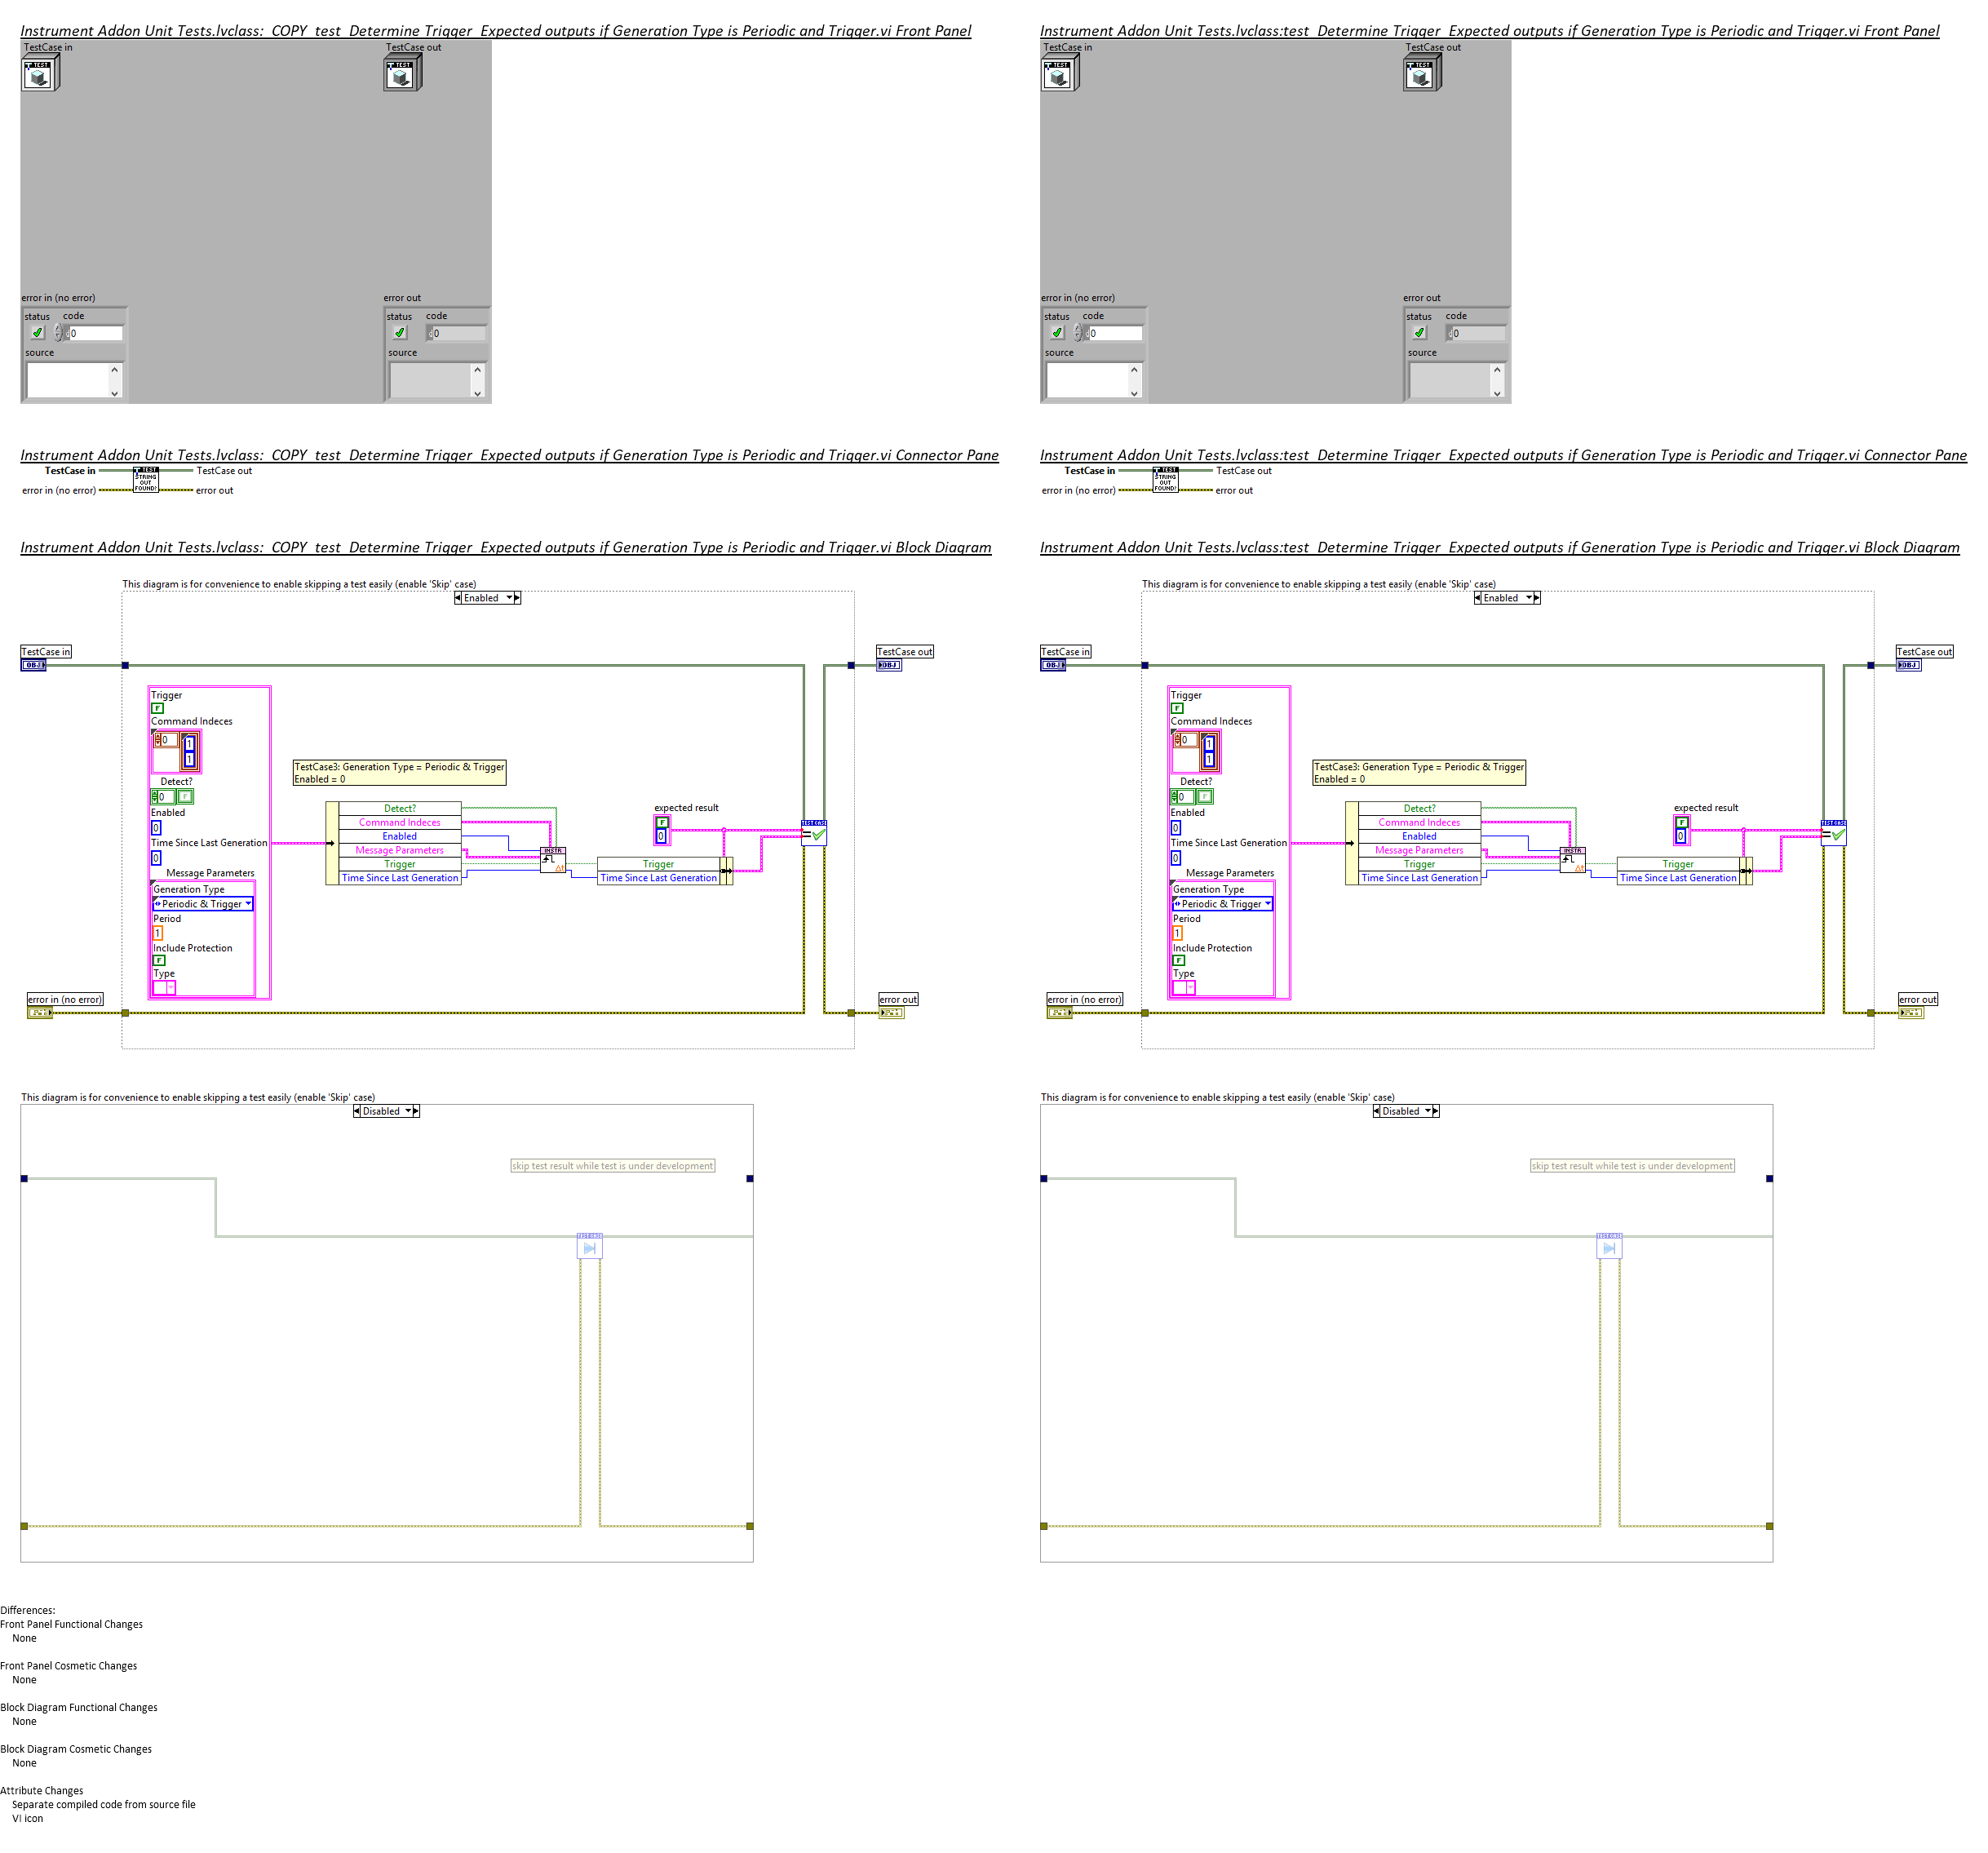 Instrument Addon Unit Tests.lvclass:_COPY_test_Determine Trigger_Expected outputs if Generation Type is Periodic and Trigger.vi Front Panel
TestCase in
TestCase out
TEST
TEST
error in (no error)
error out
status code
0
source
status code
0
source
Instrument Addon Unit Tests.lvclass:test_Determine Trigger_Expected outputs if Generation Type is Periodic and Trigger.vi Front Panel
TestCase in
TestCase out
TEST
TEST
error in (no error)
error out
status code
0
source
status code
0
source
Instrument Addon Unit Tests.lvclass:_COPY_test_Determine Trigger_Expected outputs if Generation Type is Periodic and Trigger.vi Connector Pane
TestCase in
TestCase out
error in (no error)
error out
TEST
STRING
OUT
FOUND?
Instrument Addon Unit Tests.lvclass:test_Determine Trigger_Expected outputs if Generation Type is Periodic and Trigger.vi Connector Pane
TestCase in
TestCase out
error in (no error)
error out
TEST
STRING
OUT
FOUND?
Instrument Addon Unit Tests.lvclass:_COPY_test_Determine Trigger_Expected outputs if Generation Type is Periodic and Trigger.vi Block Diagram
This diagram is for convenience to enable skipping a test easily (enable 'Skip' case)
Enabled
TestCase in
OBJ
TestCase out
OBJ
Trigger
F
Command Indeces
0
1
1
Detect?
0
F
Enabled
0
Time Since Last Generation
0
Message Parameters
Generation Type
Periodic & Trigger
Period
1
Include Protection
F
Type
TestCase3: Generation Type = Periodic & Trigger
Enabled = 0
Detect?
Command Indeces
Enabled
Message Parameters
Trigger
Time Since Last Generation
INSTR
Δt
expected result
F
0
Trigger
Time Since Last Generation
TEST CASE
error in (no error)
error out
This diagram is for convenience to enable skipping a test easily (enable 'Skip' case)
Disabled
skip test result while test is under development
Instrument Addon Unit Tests.lvclass:test_Determine Trigger_Expected outputs if Generation Type is Periodic and Trigger.vi Block Diagram
This diagram is for convenience to enable skipping a test easily (enable 'Skip' case)
Enabled
TestCase in
OBJ
TestCase out
OBJ
Trigger
F
Command Indeces
0
1
1
Detect?
0
F
Enabled
0
Time Since Last Generation
0
Message Parameters
Generation Type
Periodic & Trigger
Period
1
Include Protection
F
Type
TestCase3: Generation Type = Periodic & Trigger
Enabled = 0
Detect?
Command Indeces
Enabled
Message Parameters
Trigger
Time Since Last Generation
INSTR
Δt
expected result
F
0
Trigger
Time Since Last Generation
TEST CASE
error in (no error)
error out
This diagram is for convenience to enable skipping a test easily (enable 'Skip' case)
Disabled
skip test result while test is under development
Differences:
Front Panel Functional Changes
None
Front Panel Cosmetic Changes
None
Block Diagram Functional Changes
None
Block Diagram Cosmetic Changes
None
Attribute Changes
Separate compiled code from source file
VI icon